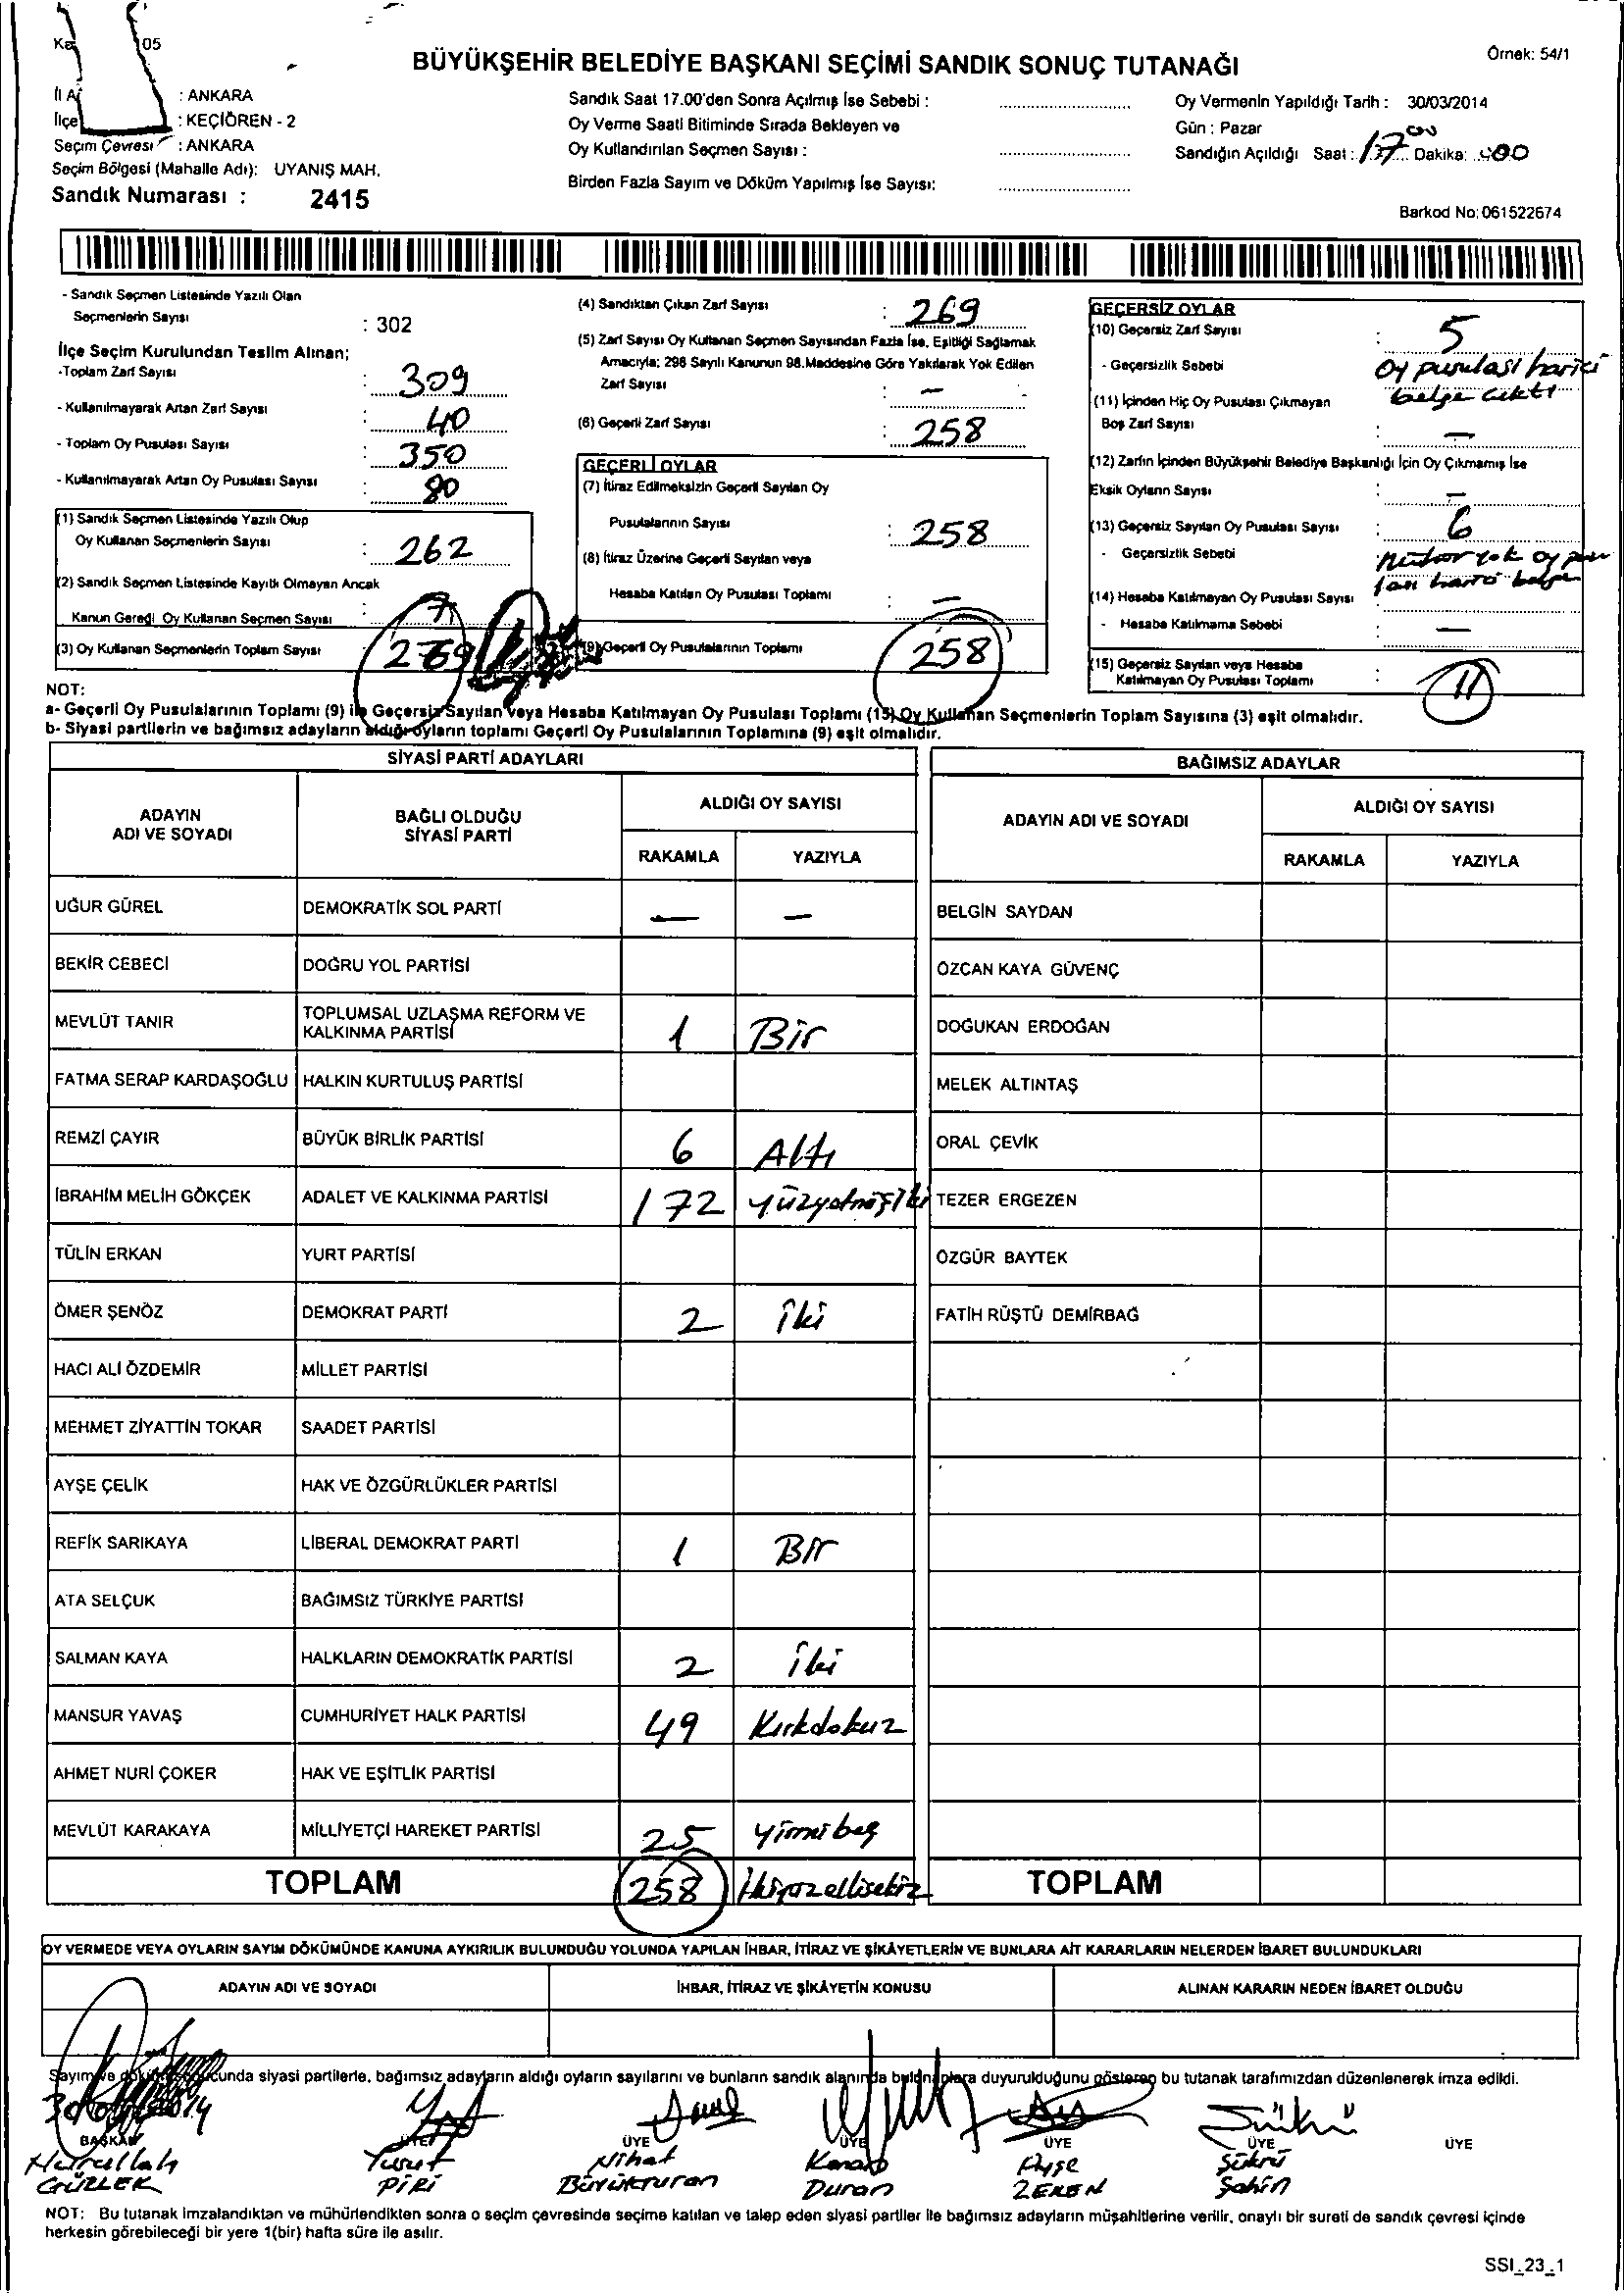 05
Örnek: 54/1
BÜYÜKŞEHİR BELEDİYE BAŞKANI SEÇİMİ SANDIK SONUÇ TUTANAĞI
: ANKARA
: KEÇİÖREN - 2
Seçim Çevresi : ANKARA
Seçim Bölgesi (Mahalle Adı): UYANIŞ MAH.
Sandık Numarası : 2415
Sandık Saat 17.00'den Sonra Açılmış İse Sebebi :
Oy Verme Saati Bitiminde Sırada Bekleyen ve
Oy Kullandırılan Seçmen Sayısı :
Birden Fazla Sayım ve Döküm Yapılmış İse Sayısı:
Oy Vermenin Yapıldığı Tarih : 30/03/2014
Gün : Pazar
Sandığın Açıldığı Saat : 17 Dakika: 00
Barkod No: 061522674
- Sandık Seçmen Listesinde Yazılı Olan
Seçmenlerin Sayısı : 302
İlçe Seçim Kurulundan Teslim Alınan;
-Toplam Zarf Sayısı : 309
- Kullanılmayarak Artan Zarf Sayısı : 40
- Toplam Oy Pusulası Sayısı : 350
- Kullanılmayarak Artan Oy Pusulası Sayısı : 80
(1) Sandık Seçmen Listesinde Yazılı Olup
Oy Kullanan Seçmenlerin Sayısı : 262
(2) Sandık Seçmen Listesinde Kayıtlı Olmayan Ancak
Kanun Gereği Oy Kullanan Seçmen Sayısı : 7
(3) Oy Kullanan Seçmenlerin Toplam Sayısı 269
(4) Sandıktan Çıkan Zarf Sayısı : 269
(5) Zarf Sayısı Oy Kullanan Seçmen Sayısından Fazla İse, Eşitliği Sağlamak
Amacıyla; 298 Sayılı Kanunun 98.Maddesine Göre Yakılarak Yok Edilen
Zarf Sayısı : —
(6) Geçerli Zarf Sayısı : 258
GEÇERLİ OYLAR
(7) İtiraz Edilmeksizin Geçerli Sayılan Oy
Pusulalarının Sayısı : 258
(8) İtiraz Üzerine Geçerli Sayılan veya
Hesaba Katılan Oy Pusulası Toplamı : —
(9) Geçerli Oy Pusulalarının Toplamı 258
GEÇERSİZ OYLAR
(10) Geçersiz Zarf Sayısı : 5
- Geçersizlik Sebebi oy pusulası harici
belge çıktı
(11) İçinden Hiç Oy Pusulası Çıkmayan
Boş Zarf Sayısı : —
(12) Zarfın İçinden Büyükşehir Belediye Başkanlığı İçin Oy Çıkmamış İse
Eksik Oyların Sayısı : —
(13) Geçersiz Sayılan Oy Pusulası Sayısı : 6
- Geçersizlik Sebebi mühür yok oy
(14) Hesaba Katılmayan Oy Pusulası Sayısı :
- Hesaba Katılmama Sebebi —
(15) Geçersiz Sayılan veya Hesaba
Katılmayan Oy Pusulası Toplamı : 11
NOT:
a- Geçerli Oy Pusulalarının Toplamı (9) ile Geçersiz Sayılan Veya Hesaba Katılmayan Oy Pusulası Toplamı (15) Oy Kullanan Seçmenlerin Toplam Sayısına (3) eşit olmalıdır.
b- Siyasi partilerin ve bağımsız adayların aldığı oyların toplamı Geçerli Oy Pusulalarının Toplamına (9) eşit olmalıdır.
SİYASİ PARTİ ADAYLARI
ADAYIN ADI VE SOYADI
BAĞLI OLDUĞU SİYASİ PARTİ
ALDIĞI OY SAYISI
RAKAMLA YAZIYLA
UĞUR GÜREL DEMOKRATİK SOL PARTİ — —
BEKİR CEBECİ DOĞRU YOL PARTİSİ
MEVLÜT TANIR TOPLUMSAL UZLAŞMA REFORM VE KALKINMA PARTİSİ 1 Bir
FATMA SERAP KARDAŞOĞLU HALKIN KURTULUŞ PARTİSİ
REMZİ ÇAYIR BÜYÜK BİRLİK PARTİSİ 6 Altı
İBRAHİM MELİH GÖKÇEK ADALET VE KALKINMA PARTİSİ 172 yüzyetmişiki
TÜLİN ERKAN YURT PARTİSİ
ÖMER ŞENÖZ DEMOKRAT PARTİ 2 iki
HACI ALİ ÖZDEMİR MİLLET PARTİSİ
MEHMET ZİYATTİN TOKAR SAADET PARTİSİ
AYŞE ÇELİK HAK VE ÖZGÜRLÜKLER PARTİSİ
REFİK SARIKAYA LİBERAL DEMOKRAT PARTİ 1 Bir
ATA SELÇUK BAĞIMSIZ TÜRKİYE PARTİSİ
SALMAN KAYA HALKLARIN DEMOKRATİK PARTİSİ 2 iki
MANSUR YAVAŞ CUMHURİYET HALK PARTİSİ 49 Kırkdokuz
AHMET NURİ ÇOKER HAK VE EŞİTLİK PARTİSİ
MEVLÜT KARAKAYA MİLLİYETÇİ HAREKET PARTİSİ 25 yirmibeş
TOPLAM 258 ikiyüzellisekiz
BAĞIMSIZ ADAYLAR
ADAYIN ADI VE SOYADI
ALDIĞI OY SAYISI
RAKAMLA YAZIYLA
BELGİN SAYDAN
ÖZCAN KAYA GÜVENÇ
DOĞUKAN ERDOĞAN
MELEK ALTINTAŞ
ORAL ÇEVİK
TEZER ERGEZEN
ÖZGÜR BAYTEK
FATİH RÜŞTÜ DEMİRBAĞ
TOPLAM
OY VERMEDE VEYA OYLARIN SAYIM DÖKÜMÜNDE KANUNA AYKIRILIK BULUNDUĞU YOLUNDA YAPILAN İHBAR, İTİRAZ VE ŞİKÂYETLERİN VE BUNLARA AİT KARARLARIN NELERDEN İBARET BULUNDUKLARI
ADAYIN ADI VE SOYADI İHBAR, İTİRAZ VE ŞİKÂYETİN KONUSU ALINAN KARARIN NEDEN İBARET OLDUĞU
Sayım ve döküm sonucunda siyasi partilerle, bağımsız adayların aldığı oyların sayılarını ve bunların sandık alanında bulunanlara duyurulduğunu gösteren bu tutanak tarafımızdan düzenlenerek imza edildi.
BAŞKAN ÜYE ÜYE ÜYE ÜYE ÜYE ÜYE
Nurullah Yusuf Nihat Kenan Ayşe Şükrü
GÜRLEK PİRİ Büyükturan Duran ZEREN Şahin
NOT: Bu tutanak imzalandıktan ve mühürlendikten sonra o seçim çevresinde seçime katılan ve talep eden siyasi partiler ile bağımsız adayların müşahitlerine verilir, onaylı bir sureti de sandık çevresi içinde
herkesin görebileceği bir yere 1(bir) hafta süre ile asılır.
SSI_23_1